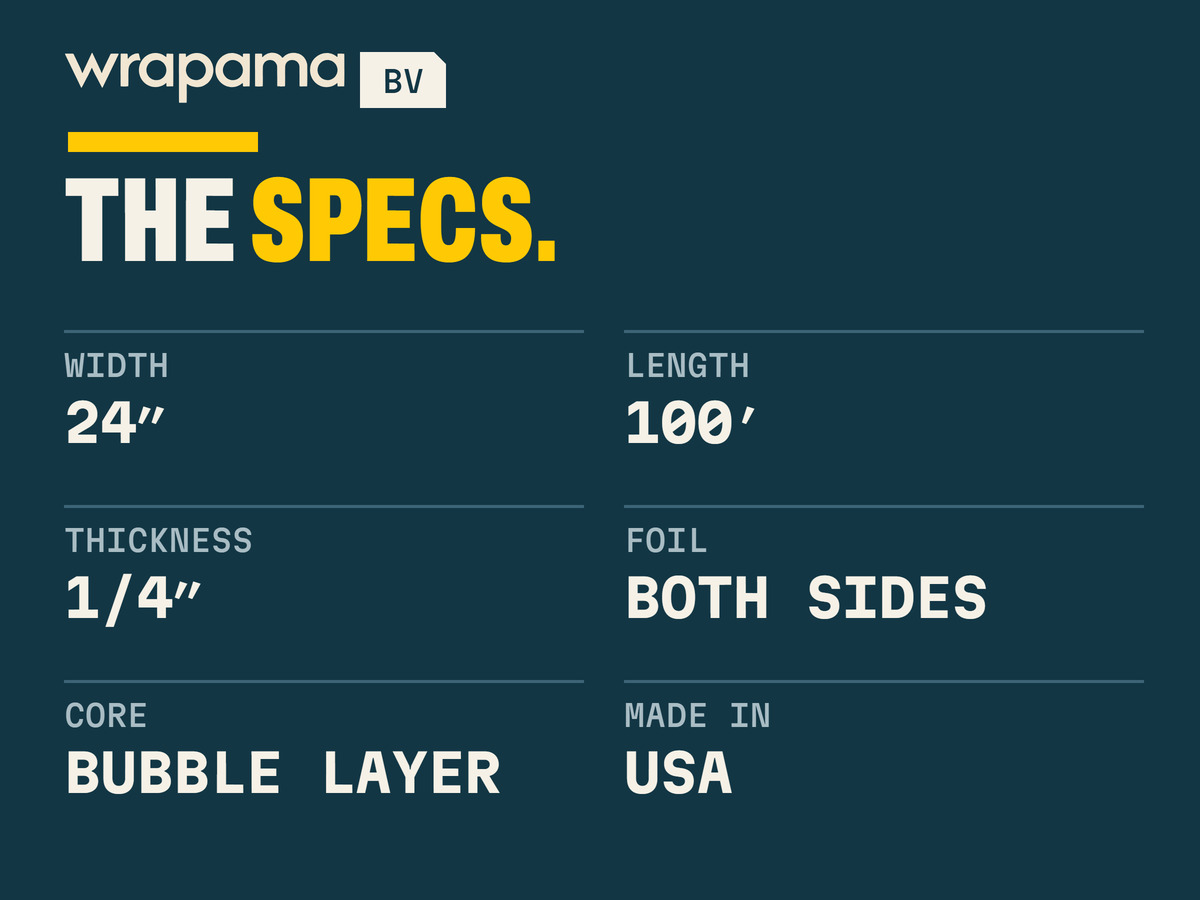 wrapama BV
THE SPECS.
WIDTH
24″
LENGTH
100′
THICKNESS
1/4″
FOIL
BOTH SIDES
CORE
BUBBLE LAYER
MADE IN
USA